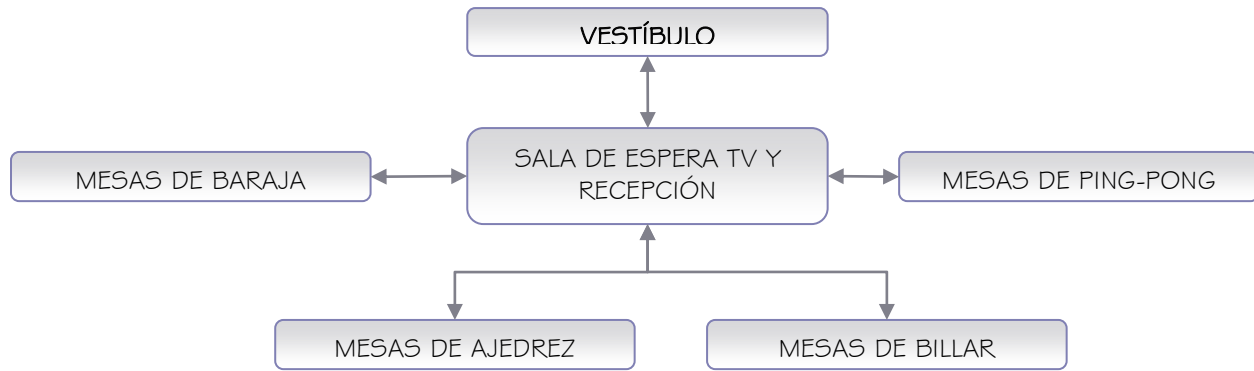 VESTÍBULO
SALA DE ESPERA TV Y
RECEPCIÓN
MESAS DE BARAJA
MESAS DE PING-PONG
MESAS DE AJEDREZ
MESAS DE BILLAR